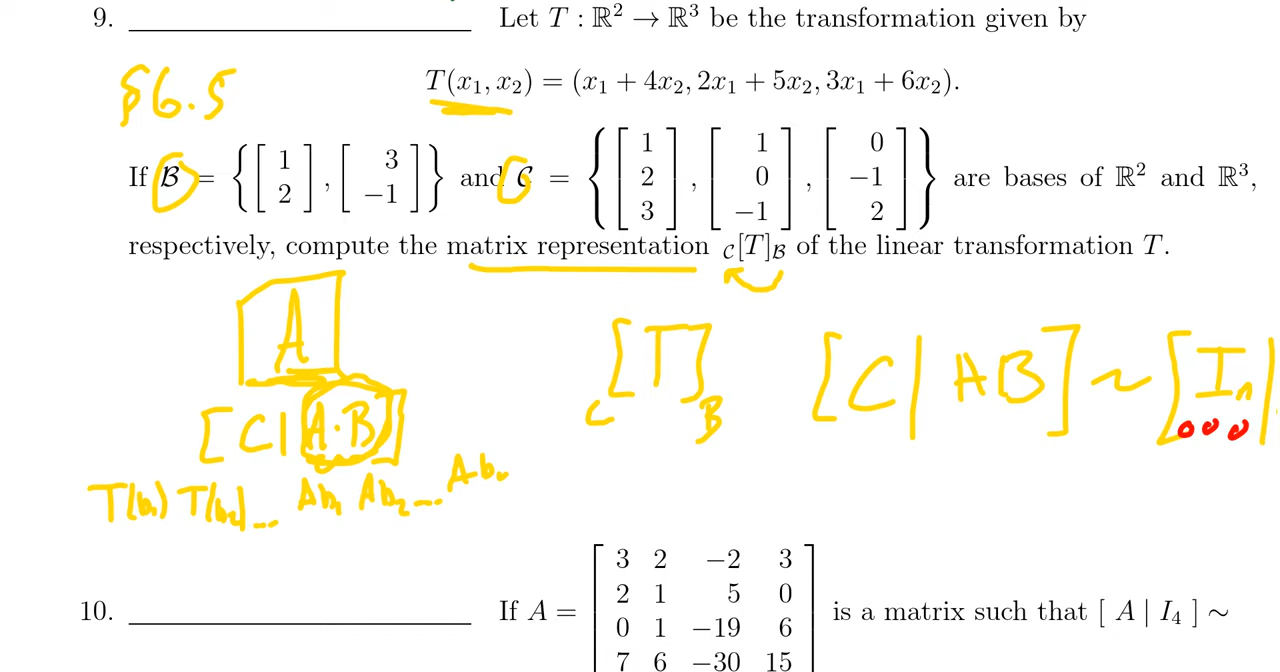 9. ____________ Let T : ℝ² → ℝ³ be the transformation given by
§6.5
T(x₁, x₂) = (x₁ + 4x₂, 2x₁ + 5x₂, 3x₁ + 6x₂).
If ℬ = { [1 2], [3 −1] } and 𝒞 = { [1 2 3], [1 0 −1], [0 −1 2] } are bases of ℝ² and ℝ³,
respectively, compute the matrix representation 𝒞[T]ℬ of the linear transformation T.
A
[C | A·B]
T(b₁) T(b₂) ... Ab₁ Ab₂ ...
C[T]B
[C | AB] ~ [Iₙ |
10. ____________ If A = [3 2 −2 3
2 1 5 0
0 1 −19 6
7 6 −30 15] is a matrix such that [ A | I₄ ] ∼